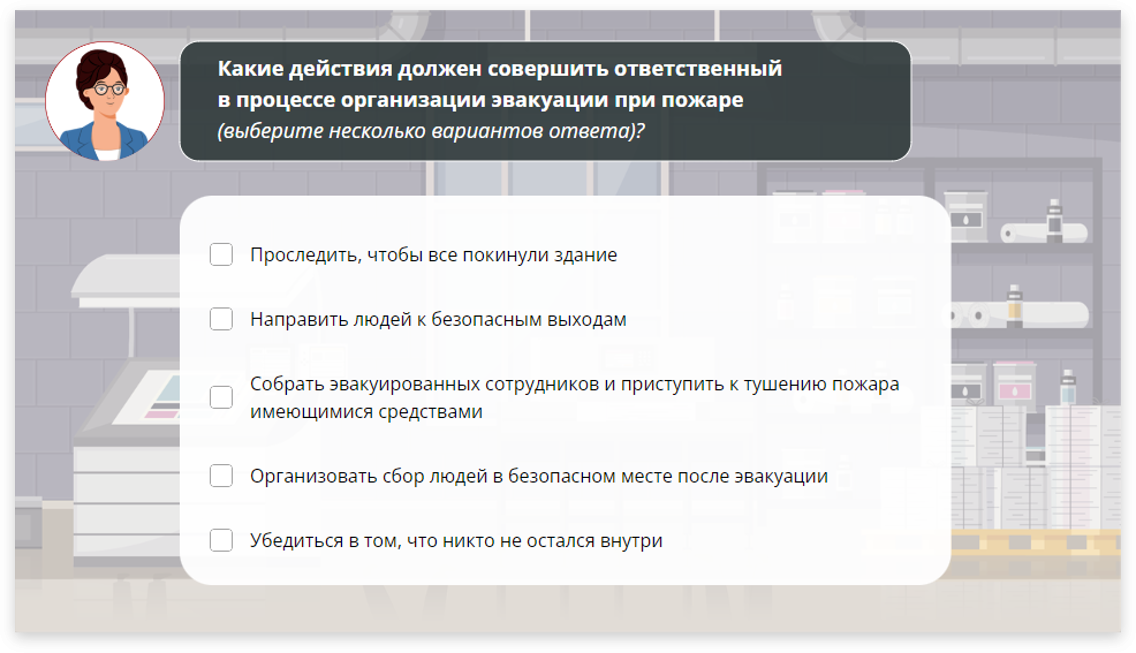 Какие действия должен совершить ответственный
в процессе организации эвакуации при пожаре
(выберите несколько вариантов ответа)?
Проследить, чтобы все покинули здание
Направить людей к безопасным выходам
Собрать эвакуированных сотрудников и приступить к тушению пожара
имеющимися средствами
Организовать сбор людей в безопасном месте после эвакуации
Убедиться в том, что никто не остался внутри